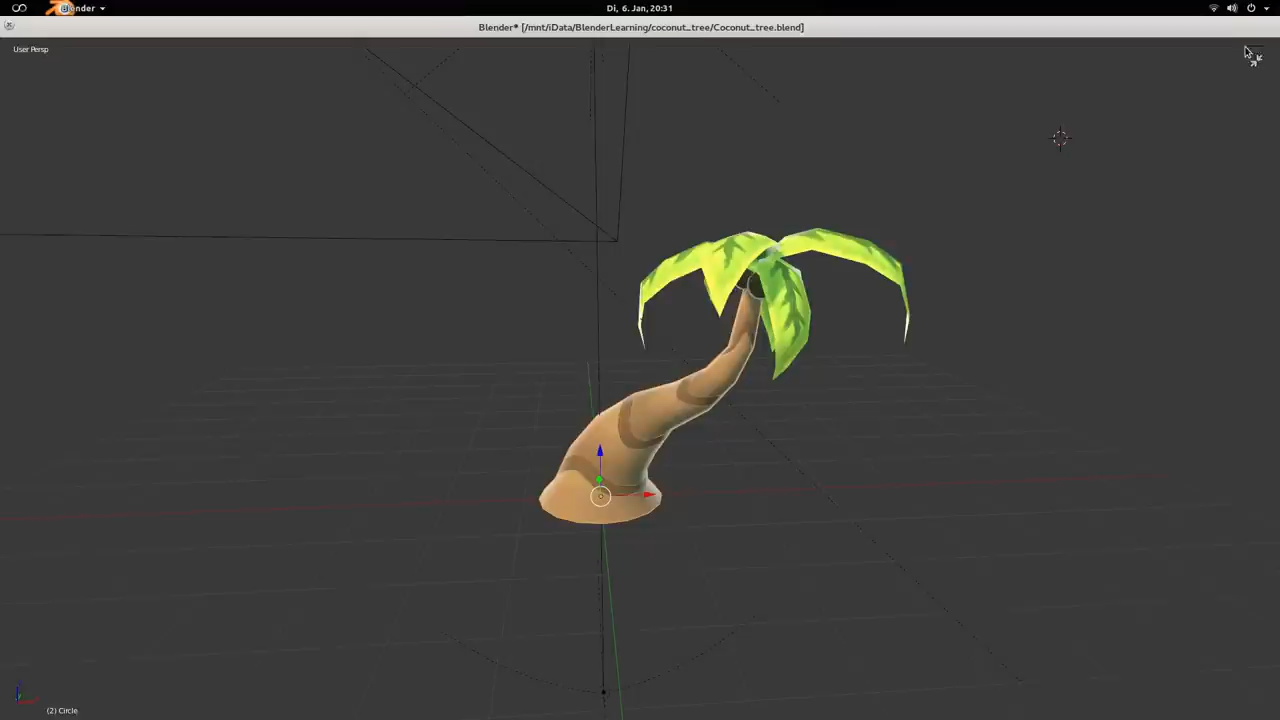 Blender
Di, 6. Jan, 20:31
Blender* [/mnt/iData/BlenderLearning/coconut_tree/Coconut_tree.blend]
User Persp
(2) Circle